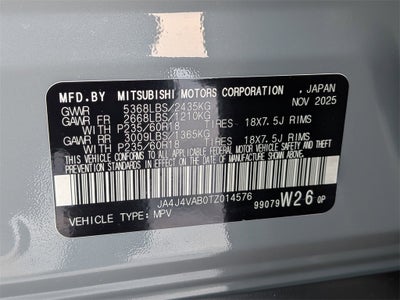 MFD.BY MITSUBISHI MOTORS CORPORATION, JAPAN
GVWR 5368LBS/2435KG NOV 2025
GAWR FR 2668LBS/1210KG
WITH P235/60R18 TIRES 18X7.5J RIMS
GAWR RR 3009LBS/1365KG
WITH P235/60R18 TIRES 18X7.5J RIMS
THIS VEHICLE CONFORMS TO ALL APPLICABLE FEDERAL MOTOR VEHICLE SAFETY, BUMPER, AND THEFT
PREVENTION STANDARDS IN EFFECT ON THE DATE OF MANUFACTURE SHOWN ABOVE.
JA4J4VAB0TZ014576
VEHICLE TYPE: MPV 99079 W26 OP